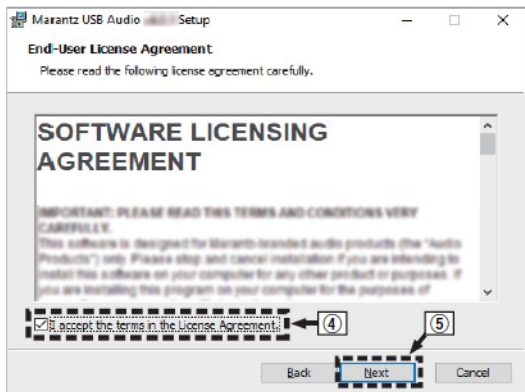 Marantz USB Audio Setup
End-User License Agreement
Please read the following license agreement carefully.
SOFTWARE LICENSING
AGREEMENT
IMPORTANT: PLEASE READ THIS TERMS AND CONDITIONS VERY
CAREFULLY.
This software is designed for Marantz-branded audio products (the "Audio
Products") only. Please stop and cancel installation if you are intending to
install this software on your computer for any other product or purposes. If
you are installing this program on your computer for the purposes of
I accept the terms in the License Agreement.
④
⑤
Back Next Cancel